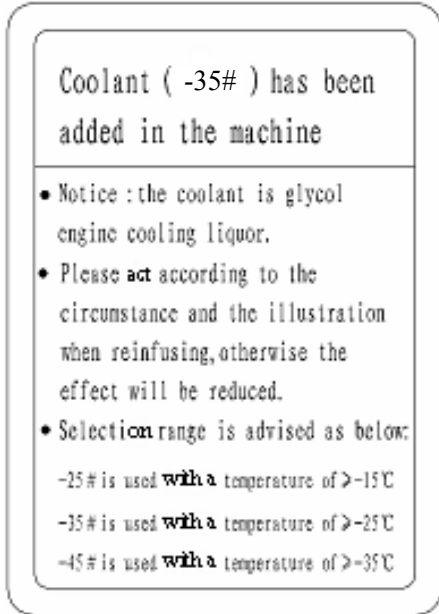 Coolant ( -35# ) has been
added in the machine
● Notice : the coolant is glycol
engine cooling liquor.
● Please act according to the
circumstance and the illustration
when reinfusing, otherwise the
effect will be reduced.
● Selection range is advised as below:
-25# is used with a temperature of ≥-15℃
-35# is used with a temperature of ≥-25℃
-45# is used with a temperature of ≥-35℃